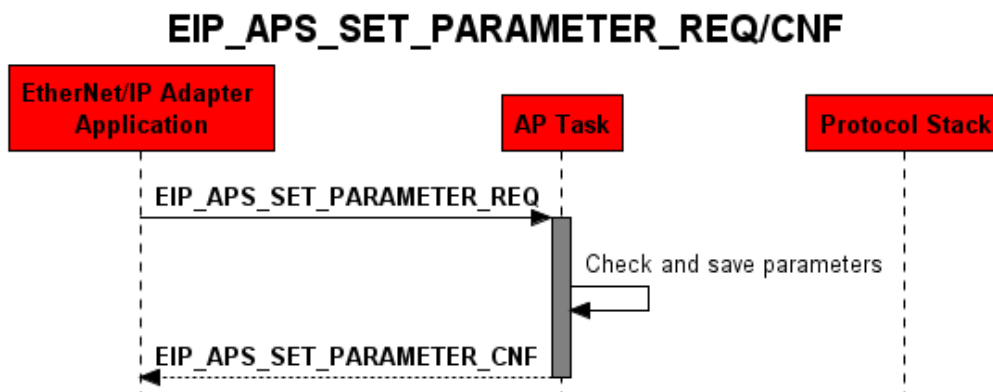 EIP_APS_SET_PARAMETER_REQ/CNF
EtherNet/IP Adapter
Application
AP Task
Protocol Stack
EIP_APS_SET_PARAMETER_REQ
Check and save parameters
EIP_APS_SET_PARAMETER_CNF